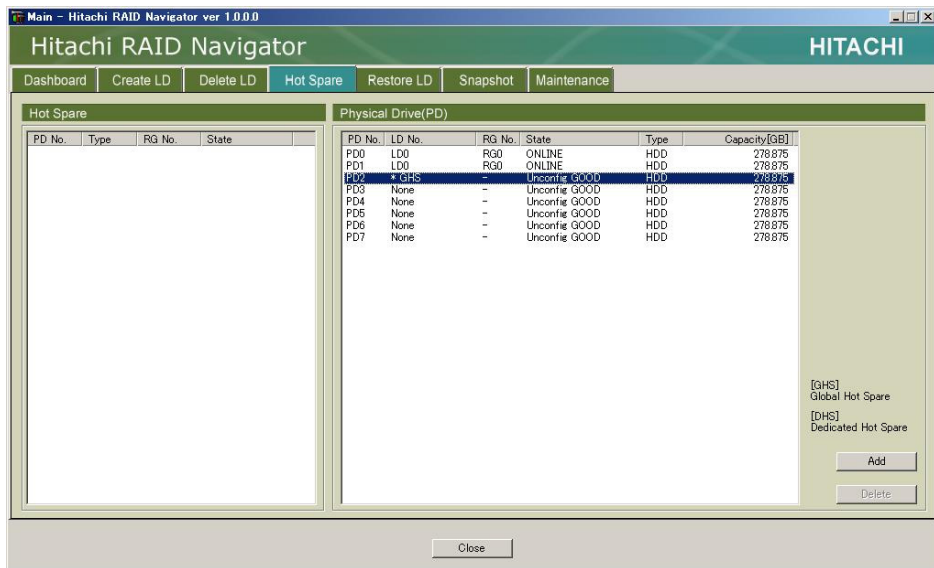 Main - Hitachi RAID Navigator ver 1.0.0.0
Hitachi RAID Navigator
HITACHI
Dashboard Create LD Delete LD Hot Spare Restore LD Snapshot Maintenance
Hot Spare
PD No. Type RG No. State
Physical Drive(PD)
PD No. LD No. RG No. State Type Capacity[GB]
PD0 LD0 RG0 ONLINE HDD 278.875
PD1 LD0 RG0 ONLINE HDD 278.875
PD2 * GHS - Unconfig GOOD HDD 278.875
PD3 None - Unconfig GOOD HDD 278.875
PD4 None - Unconfig GOOD HDD 278.875
PD5 None - Unconfig GOOD HDD 278.875
PD6 None - Unconfig GOOD HDD 278.875
PD7 None - Unconfig GOOD HDD 278.875
[GHS]
Global Hot Spare
[DHS]
Dedicated Hot Spare
Add
Delete
Close